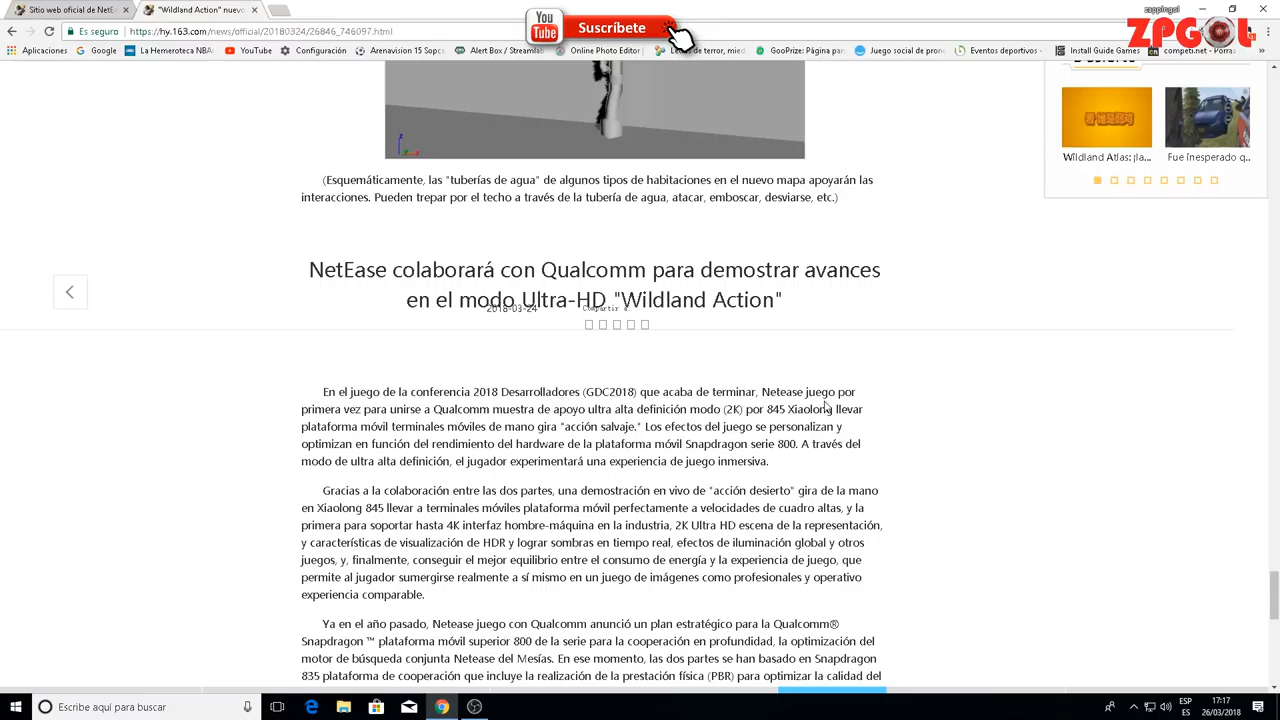 Sitio web oficial de NetE
"Wildland Action" nuevo
zappingol
Es seguro
https://hy.163.com/news/official/20180324/26846_746097.html
You Tube
Suscríbete
ZPGOL
Aplicaciones
Google
La Hemeroteca NBA:
YouTube
Configuración
Arenavision 15 Sopca
Alert Box / Streamlab
Online Photo Editor |
de terror, mied
GooPrize: Página par
Juego social de pron
Eventos deportivos
Install Guide Games
competi.net - Porras
Wildland Atlas: ¡la...
Fue inesperado q..
(Esquemáticamente, las "tuberías de agua" de algunos tipos de habitaciones en el nuevo mapa apoyarán las
interacciones. Pueden trepar por el techo a través de la tubería de agua, atacar, emboscar, desviarse, etc.)
NetEase colaborará con Qualcomm para demostrar avances
en el modo Ultra-HD "Wildland Action"
2018-03-24
Compartir a
En el juego de la conferencia 2018 Desarrolladores (GDC2018) que acaba de terminar, Netease juego por
primera vez para unirse a Qualcomm muestra de apoyo ultra alta definición modo (2K) por 845 Xiaolong llevar
plataforma móvil terminales móviles de mano gira "acción salvaje." Los efectos del juego se personalizan y
optimizan en función del rendimiento del hardware de la plataforma móvil Snapdragon serie 800. A través del
modo de ultra alta definición, el jugador experimentará una experiencia de juego inmersiva.
Gracias a la colaboración entre las dos partes, una demostración en vivo de "acción desierto" gira de la mano
en Xiaolong 845 llevar a terminales móviles plataforma móvil perfectamente a velocidades de cuadro altas, y la
primera para soportar hasta 4K interfaz hombre-máquina en la industria, 2K Ultra HD escena de la representación,
y características de visualización de HDR y lograr sombras en tiempo real, efectos de iluminación global y otros
juegos, y, finalmente, conseguir el mejor equilibrio entre el consumo de energía y la experiencia de juego, que
permite al jugador sumergirse realmente a sí mismo en un juego de imágenes como profesionales y operativo
experiencia comparable.
Ya en el año pasado, Netease juego con Qualcomm anunció un plan estratégico para la Qualcomm®
Snapdragon ™ plataforma móvil superior 800 de la serie para la cooperación en profundidad, la optimización del
motor de búsqueda conjunta Netease del Mesías. En ese momento, las dos partes se han basado en Snapdragon
835 plataforma de cooperación que incluye la realización de la prestación física (PBR) para optimizar la calidad del
Escribe aquí para buscar
ESP
ES
17:17
26/03/2018